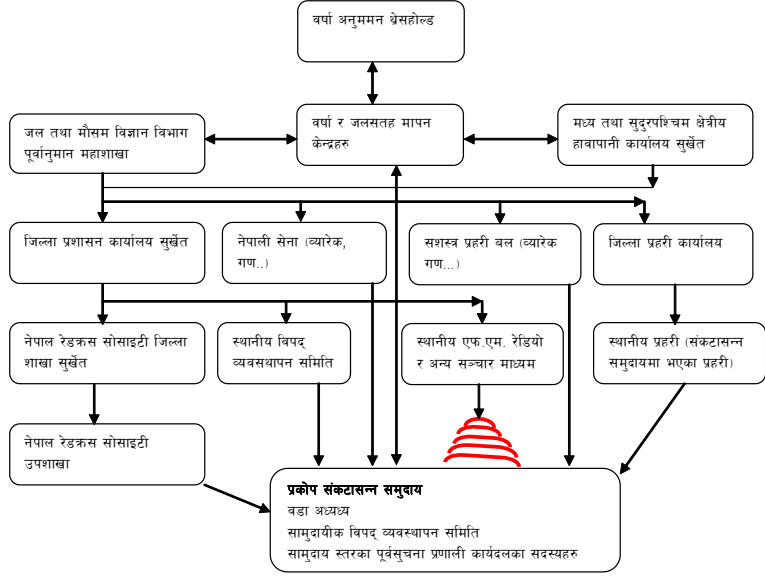 वर्षा अनुममन थ्रेसहोल्ड
जल तथा मौसम विज्ञान विभाग
पूर्वानुमान महाशाखा
वर्षा र जलसतह मापन
केन्द्रहरु
मध्य तथा सुदुरपश्चिम क्षेत्रीय
हावापानी कार्यालय सुर्खेत
जिल्ला प्रशासन कार्यालय सुर्खेत
नेपाली सेना (ब्यारेक,
गण..)
सशस्त्र प्रहरी बल (ब्यारेक
गण...)
जिल्ला प्रहरी कार्यालय
नेपाल रेडक्रस सोसाइटी जिल्ला
शाखा सुर्खेत
स्थानीय विपद्
व्यवसथापन समिति
स्थानीय एफ.एम. रेडियो
र अन्य सञ्चार माध्यम
स्थानीय प्रहरी (संकटासन्न
समुदायमा भएका प्रहरी)
नेपाल रेडक्रस सोसाइटी
उपशाखा
प्रकोप संकटासन्न समुदाय
वडा अध्यध्य
सामुदायीक विपद् व्यवस्थापन समिति
सामुदाय स्तरका पूर्वसुचना प्रणाली कार्यदलका सदस्यहरु